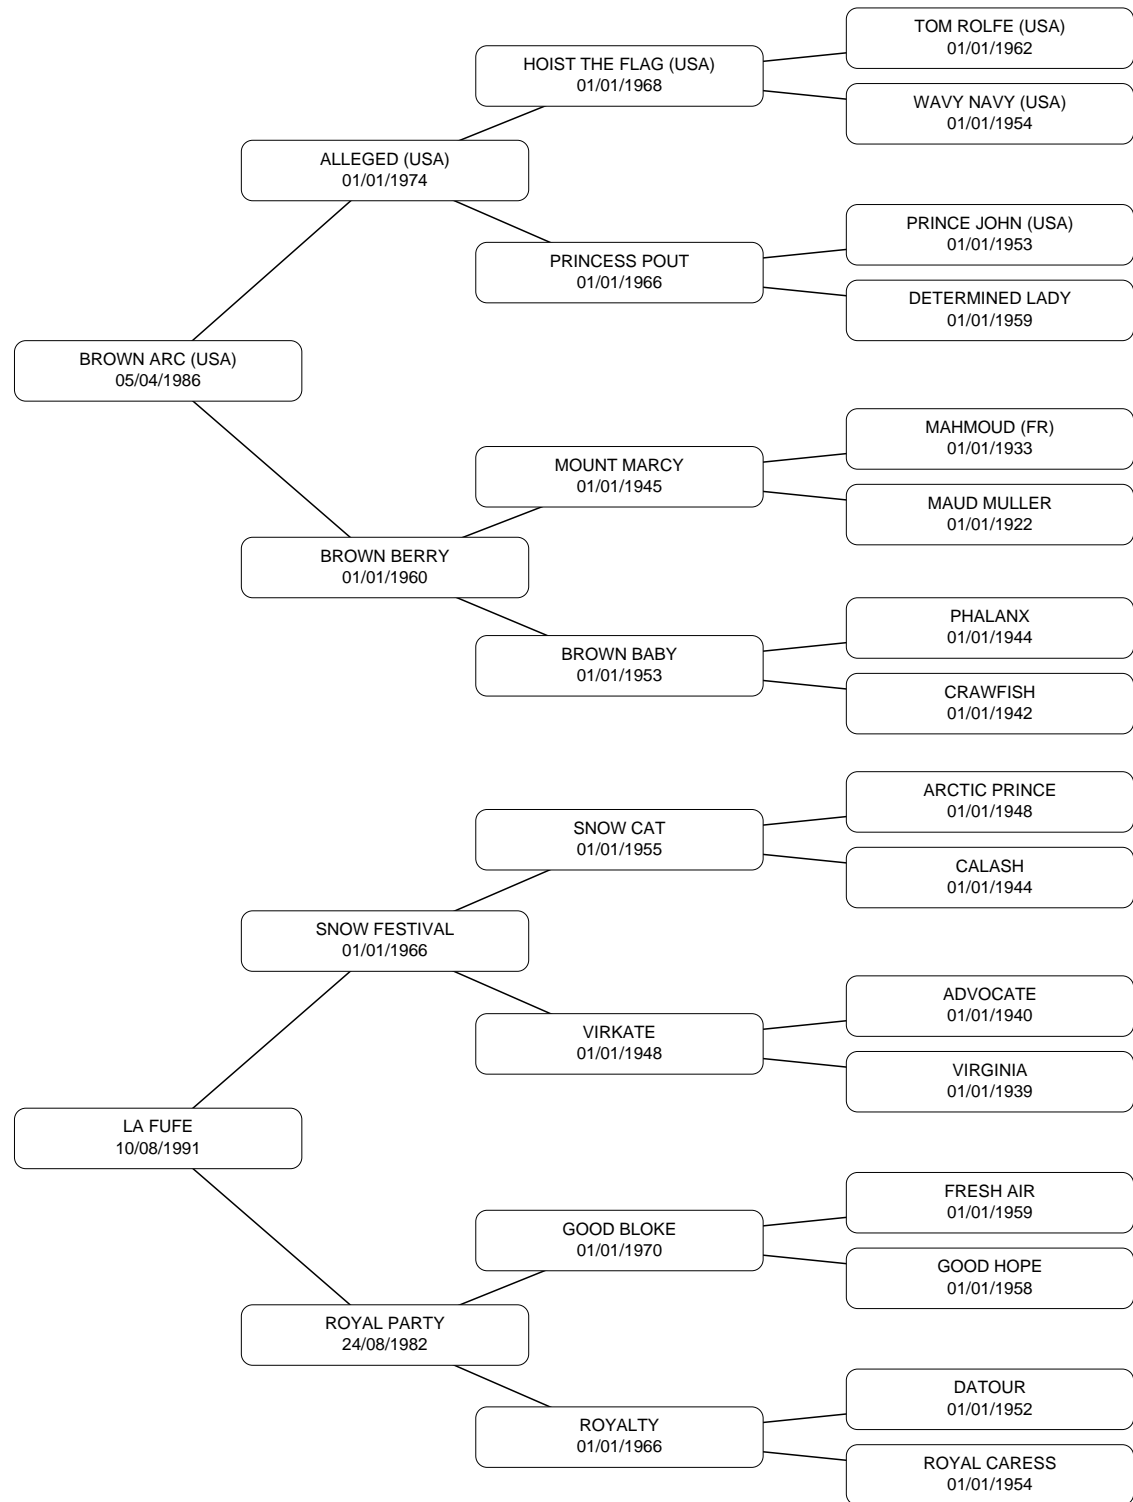 TOM ROLFE (USA)
01/01/1962
HOIST THE FLAG (USA)
01/01/1968
WAVY NAVY (USA)
01/01/1954
ALLEGED (USA)
01/01/1974
PRINCE JOHN (USA)
01/01/1953
PRINCESS POUT
01/01/1966
DETERMINED LADY
01/01/1959
BROWN ARC (USA)
05/04/1986
MAHMOUD (FR)
01/01/1933
MOUNT MARCY
01/01/1945
MAUD MULLER
01/01/1922
BROWN BERRY
01/01/1960
PHALANX
01/01/1944
BROWN BABY
01/01/1953
CRAWFISH
01/01/1942
ARCTIC PRINCE
01/01/1948
SNOW CAT
01/01/1955
CALASH
01/01/1944
SNOW FESTIVAL
01/01/1966
ADVOCATE
01/01/1940
VIRKATE
01/01/1948
VIRGINIA
01/01/1939
LA FUFE
10/08/1991
FRESH AIR
01/01/1959
GOOD BLOKE
01/01/1970
GOOD HOPE
01/01/1958
ROYAL PARTY
24/08/1982
DATOUR
01/01/1952
ROYALTY
01/01/1966
ROYAL CARESS
01/01/1954